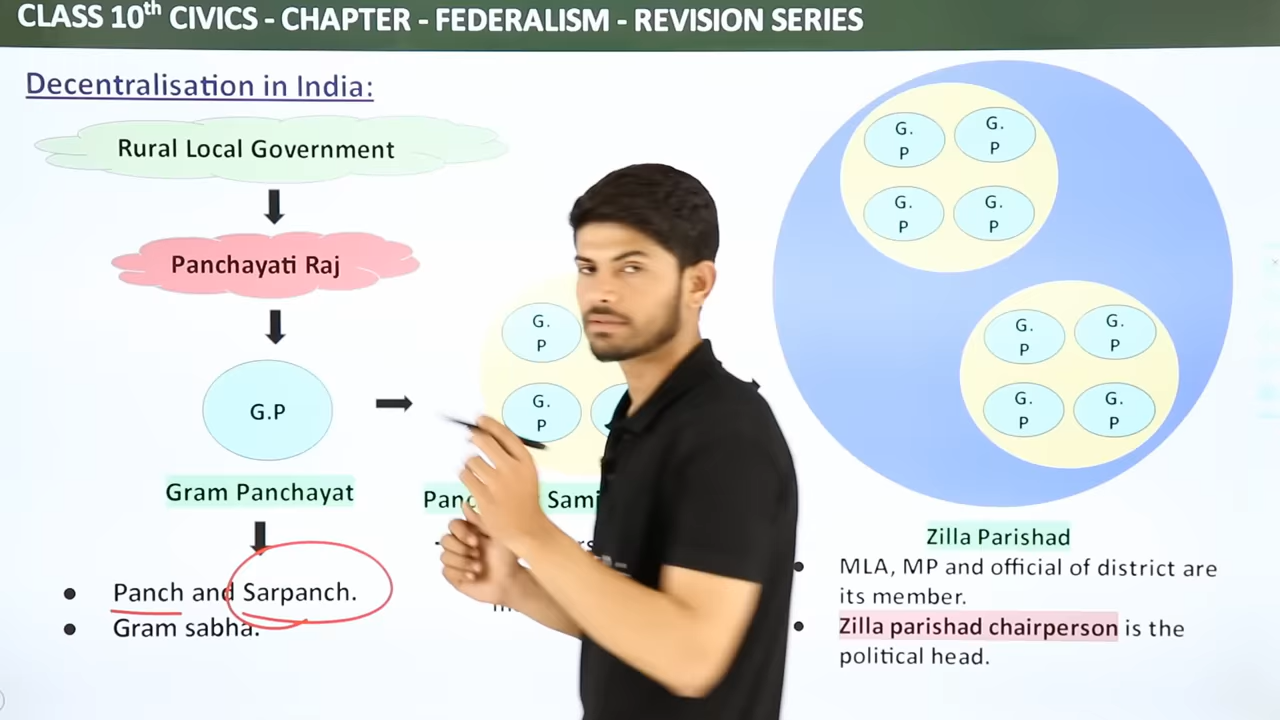 CLASS 10th CIVICS - CHAPTER - FEDERALISM - REVISION SERIES
Decentralisation in India:
Rural Local Government
Panchayati Raj
G.P
Gram Panchayat
Panch and Sarpanch.
Gram sabha.
G.
P
G.
P
G.
P
G.
P
G.
P
G.
P
G.
P
G.
P
G.
P
G.
P
Zilla Parishad
MLA, MP and official of district are
its member.
Zilla parishad chairperson is the
political head.